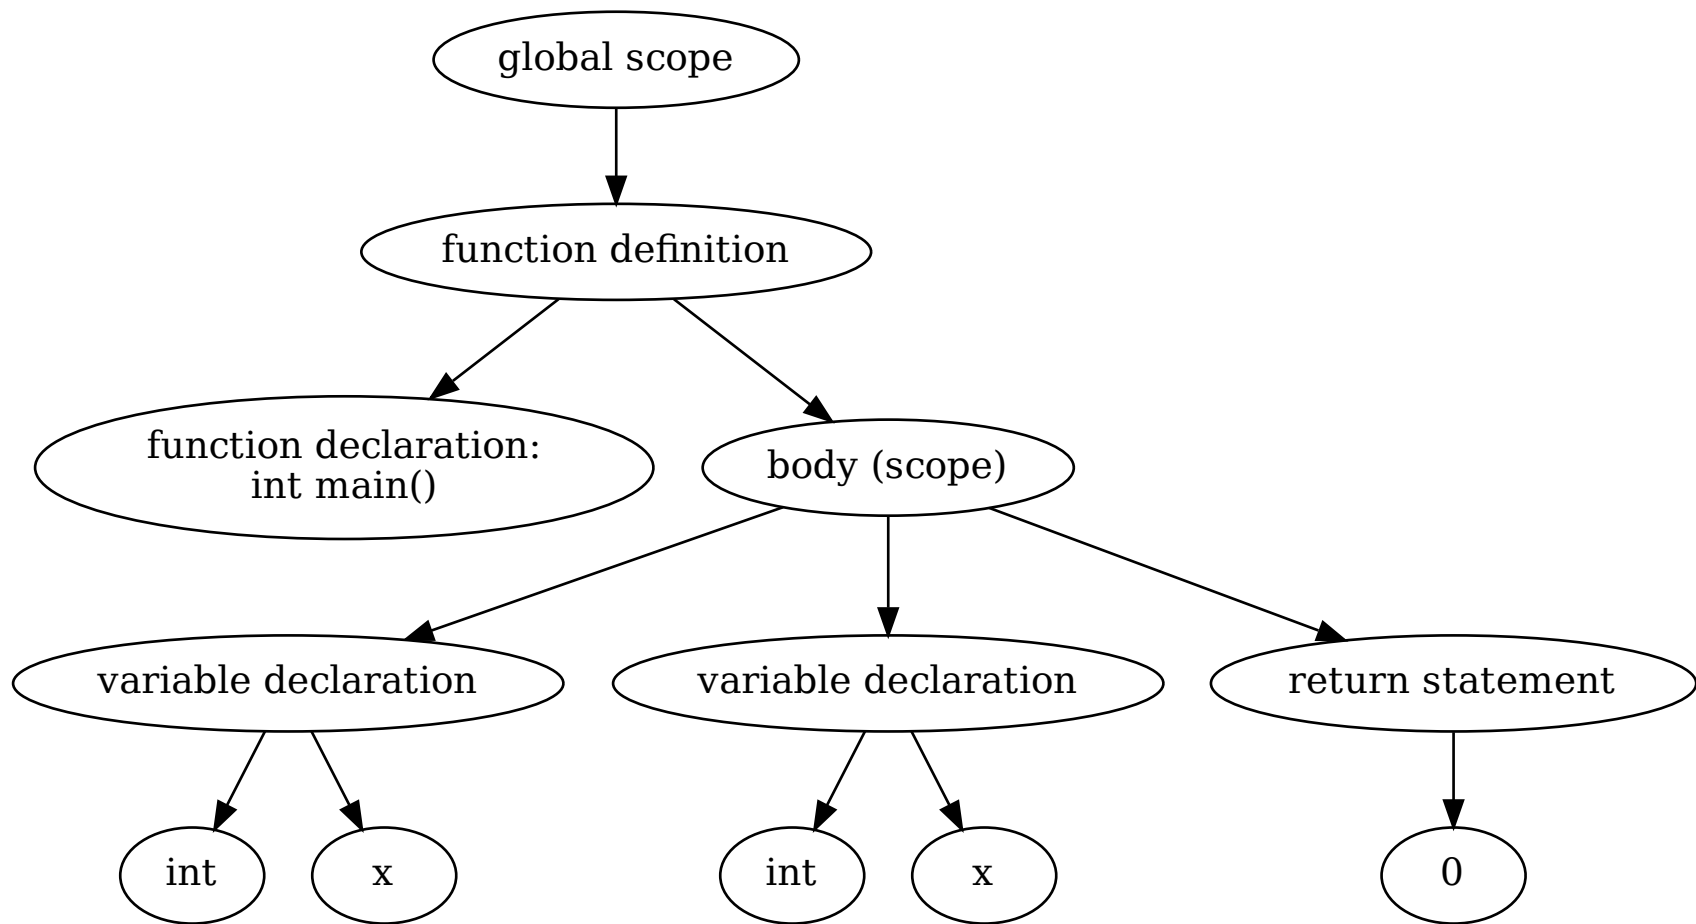 global scope
function definition
function declaration:
int main()
body (scope)
variable declaration
variable declaration
return statement
int
x
int
x
0